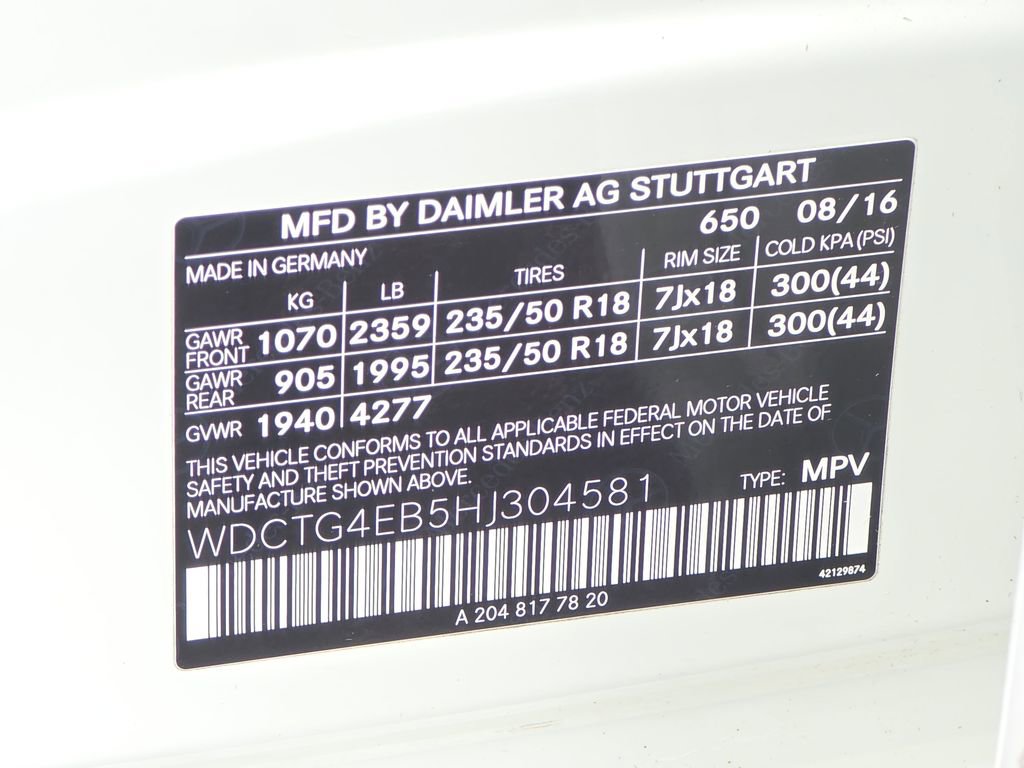 MFD BY DAIMLER AG STUTTGART
650 08/16
MADE IN GERMANY
KG LB TIRES RIM SIZE COLD KPA (PSI)
GAWR FRONT 1070 2359 235/50 R18 7Jx18 300(44)
GAWR REAR 905 1995 235/50 R18 7Jx18 300(44)
GVWR 1940 4277
THIS VEHICLE CONFORMS TO ALL APPLICABLE FEDERAL MOTOR VEHICLE
SAFETY AND THEFT PREVENTION STANDARDS IN EFFECT ON THE DATE OF
MANUFACTURE SHOWN ABOVE.
WDCTG4EB5HJ304581 TYPE: MPV
42129874
A 204 817 78 20